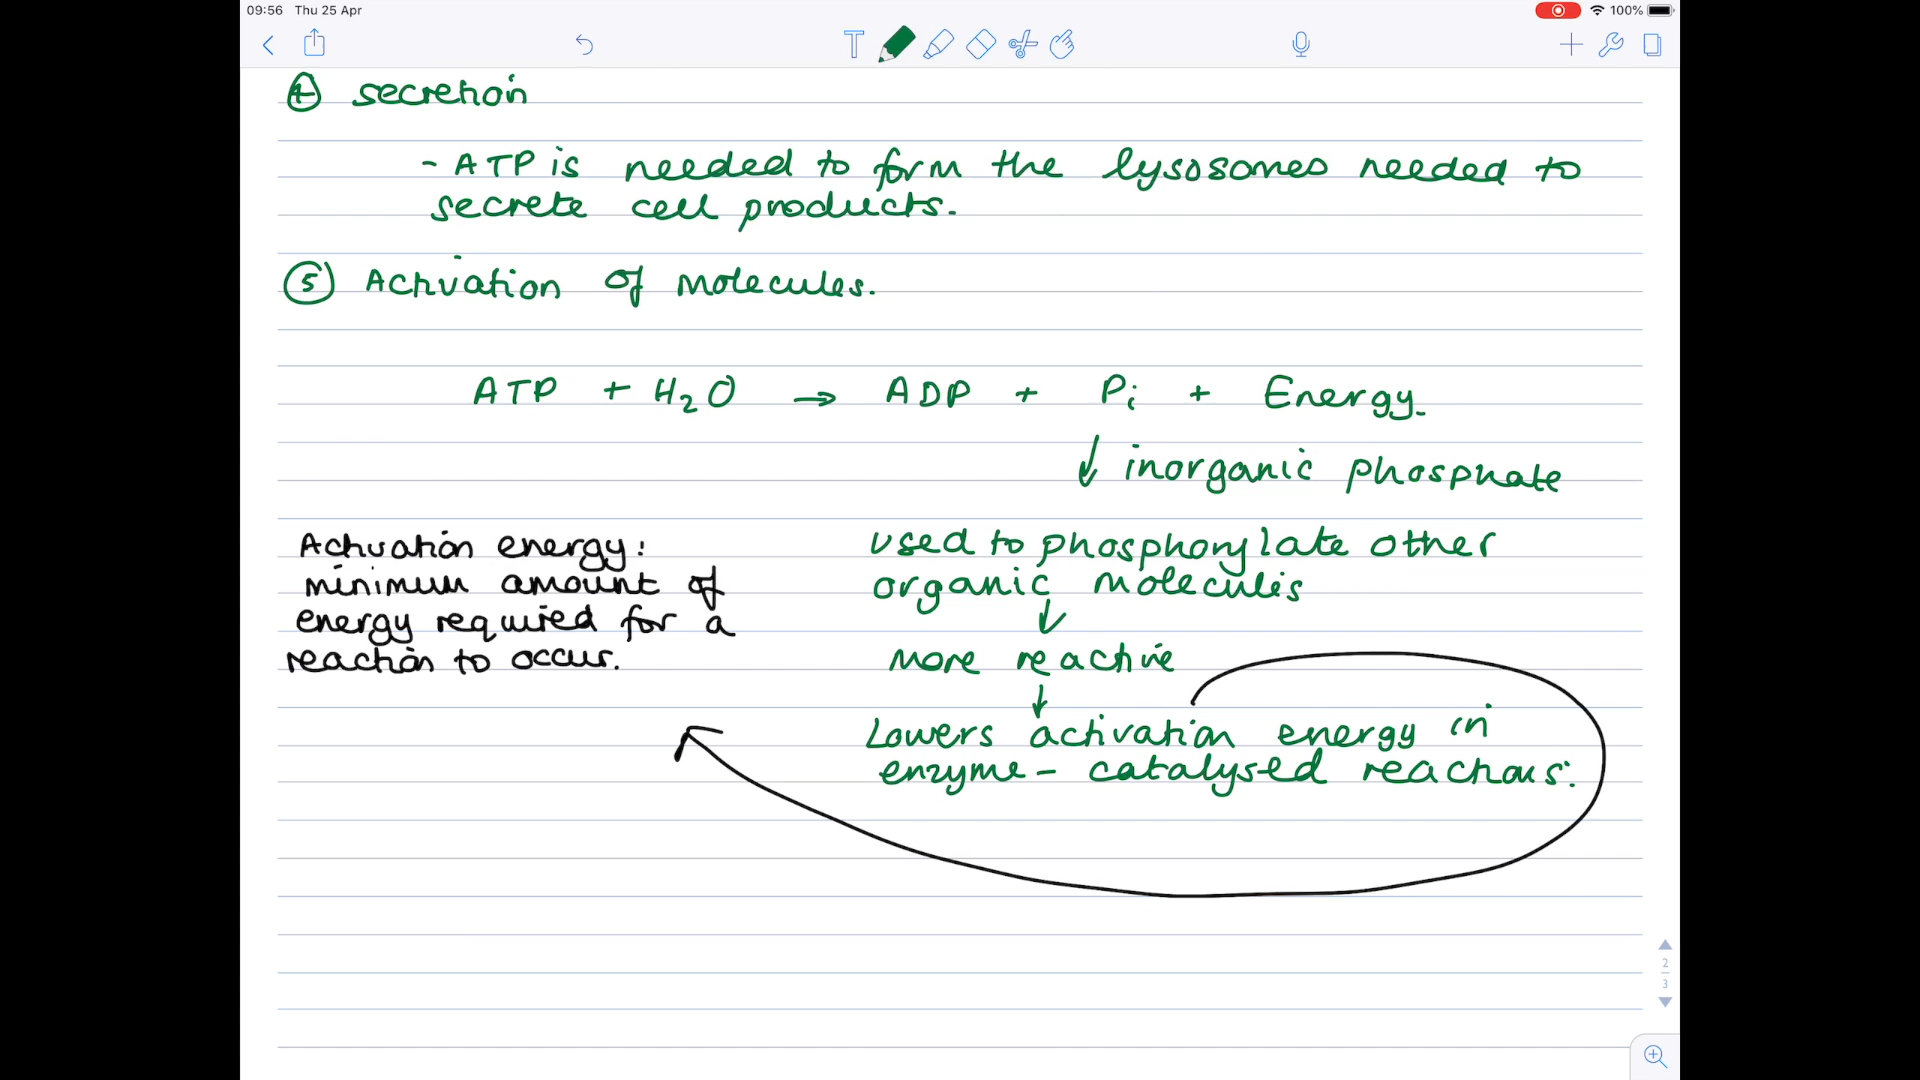 09:56 Thu 25 Apr
100%
T
④ secretion
- ATP is needed to form the lysosomes needed to
secrete cell products.
⑤ Activation of molecules.
ATP + H₂O → ADP + Pi + Energy.
↓ inorganic phosphate
used to phosphorylate other
organic molecules
↓
more reactive
↓
Lowers activation energy in
enzyme - catalysed reactions.
Activation energy:
minimum amount of
energy required for a
reaction to occur.
2
3